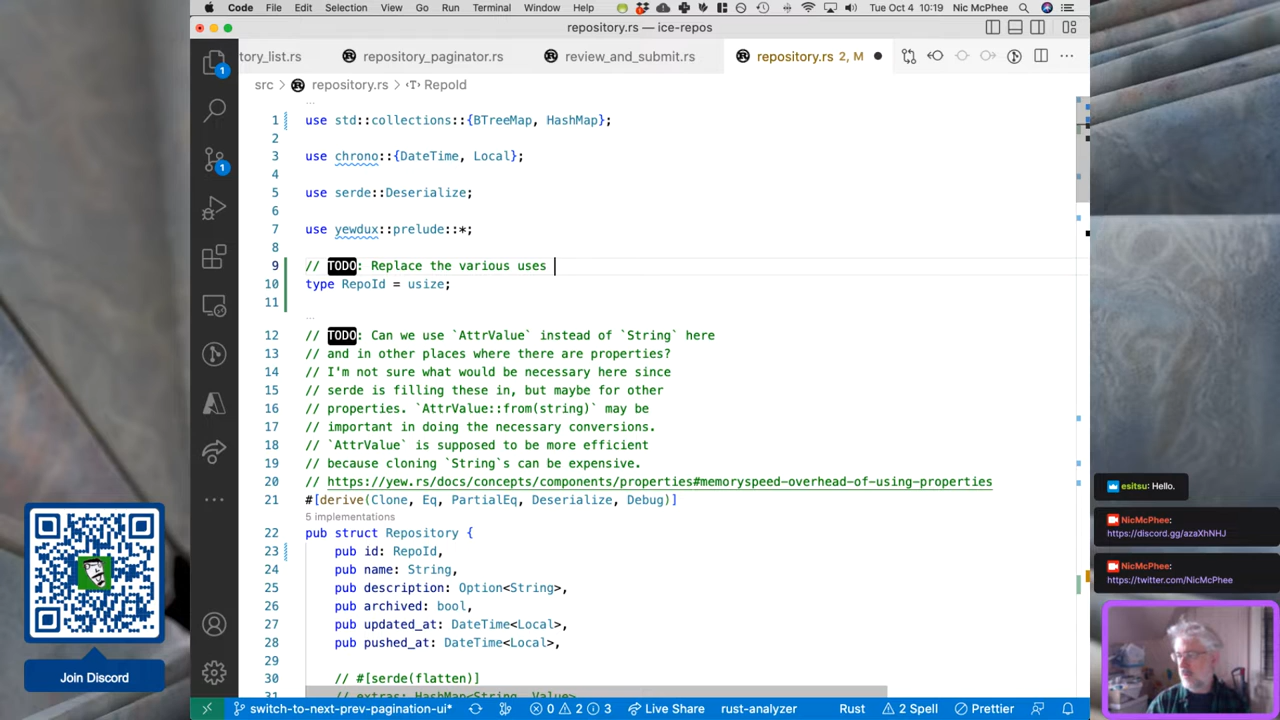 Code File Edit Selection View Go Run Terminal Window Help Tue Oct 4 10:19 Nic McPhee
repository.rs — ice-repos
tory_list.rs repository_paginator.rs review_and_submit.rs repository.rs 2, M
src > repository.rs > RepoId
1 use std::collections::{BTreeMap, HashMap};
2
3 use chrono::{DateTime, Local};
4
5 use serde::Deserialize;
6
7 use yewdux::prelude::*;
8
9 // TODO: Replace the various uses
10 type RepoId = usize;
11
12 // TODO: Can we use `AttrValue` instead of `String` here
13 // and in other places where there are properties?
14 // I'm not sure what would be necessary here since
15 // serde is filling these in, but maybe for other
16 // properties. `AttrValue::from(string)` may be
17 // important in doing the necessary conversions.
18 // `AttrValue` is supposed to be more efficient
19 // because cloning `String`s can be expensive.
20 // https://yew.rs/docs/concepts/components/properties#memoryspeed-overhead-of-using-properties
21 #[derive(Clone, Eq, PartialEq, Deserialize, Debug)]
5 implementations
22 pub struct Repository {
23 pub id: RepoId,
24 pub name: String,
25 pub description: Option<String>,
26 pub archived: bool,
27 pub updated_at: DateTime<Local>,
28 pub pushed_at: DateTime<Local>,
29
30 // #[serde(flatten)]
31 // extras: HashMap<String, Value>
switch-to-next-prev-pagination-ui* 0 2 3 Live Share rust-analyzer Rust 2 Spell Prettier
1
1
Join Discord
esitsu: Hello.
NicMcPhee:
https://discord.gg/azaXhNHJ
NicMcPhee:
https://twitter.com/NicMcPhee